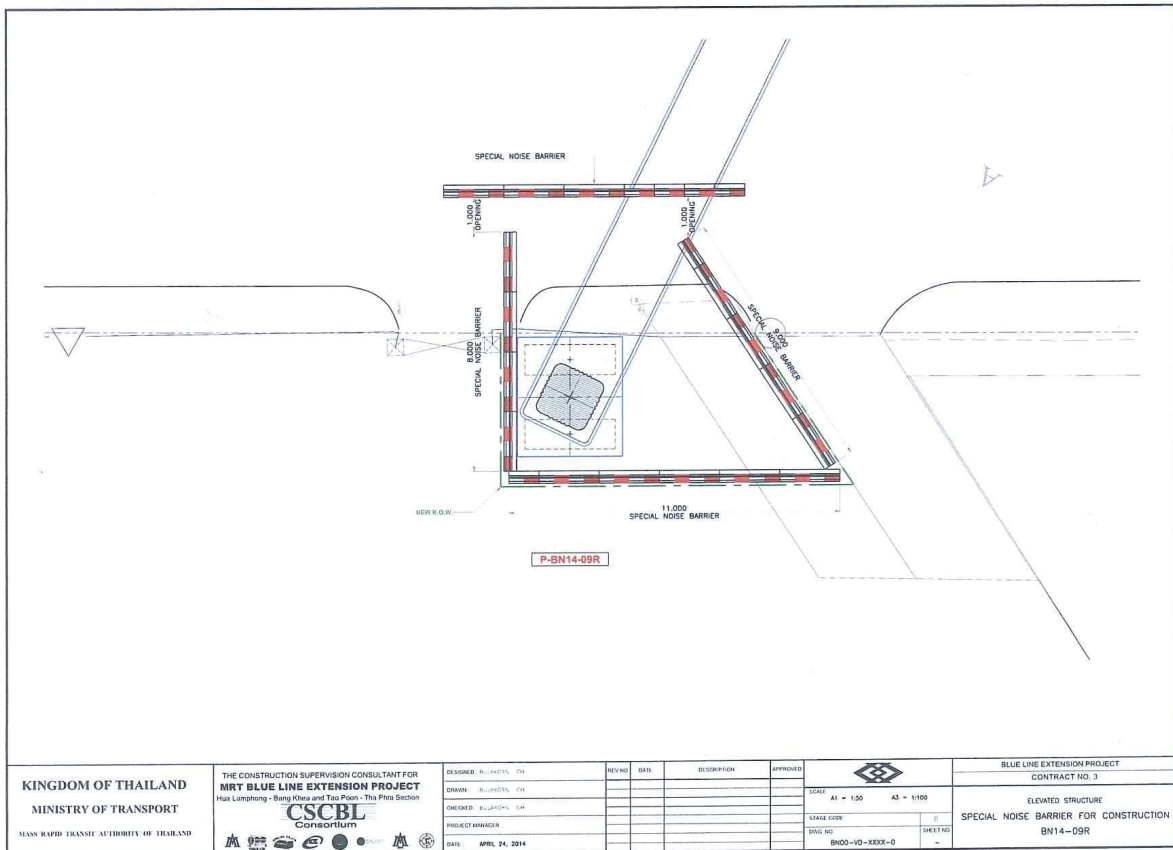 SPECIAL NOISE BARRIER
1.000
OPENING
1.000
OPENING
8.000
SPECIAL NOISE BARRIER
9.000
SPECIAL NOISE BARRIER
11.000
SPECIAL NOISE BARRIER
NEW R.O.W.
P-BN14-09R
KINGDOM OF THAILAND
MINISTRY OF TRANSPORT
MASS RAPID TRANSIT AUTHORITY OF THAILAND
THE CONSTRUCTION SUPERVISION CONSULTANT FOR
MRT BLUE LINE EXTENSION PROJECT
Hua Lamphong - Bang Khea and Tao Poon - Tha Phra Section
CSCBL
Consortium
DESIGNED
DRAWN
CHECKED
PROJECT MANAGER
DATE APRIL 24, 2014
REV NO DATE DESCRIPTION APPROVED
SCALE
A1 = 1:50 A3 = 1:100
STAGE CODE
DWG NO SHEET NO
BN00-VD-XXXX-0 -
BLUE LINE EXTENSION PROJECT
CONTRACT NO. 3
ELEVATED STRUCTURE
SPECIAL NOISE BARRIER FOR CONSTRUCTION
BN14-09R